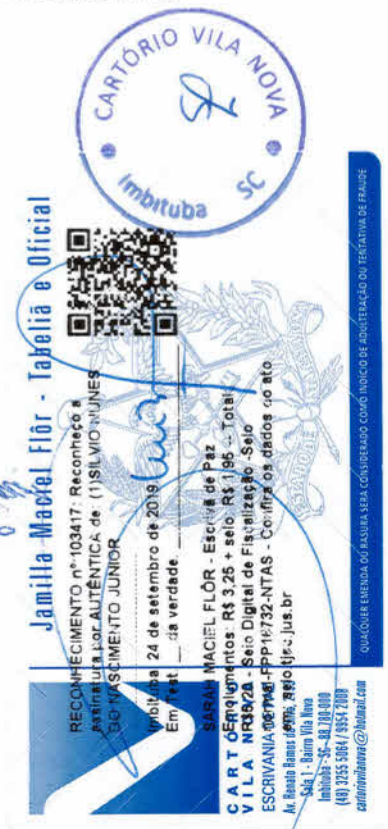 CARTÓRIO VILA NOVA
Imbituba SC
Jamilla Maciel Flôr - Tabeliã e Oficial
RECONHECIMENTO nº 103417: Reconheço a
assinatura por AUTÊNTICA de: (1)SILVIO NUNES
DO NASCIMENTO JUNIOR
Imbituba, 24 de setembro de 2019.
Em Test. ___ da verdade.
SARAH MACIEL FLÔR - Escrivã de Paz
Emolumentos: R$ 3,25 + selo: R$ 1,95 -- Total
- Selo Digital de Fiscalização -Selo
- Confira os dados do ato
CARTÓRIO
VILA NOVA
ESCRIVANIA DE PAZ
Av. Renato Ramos
Sala 1 - Bairro Vila Nova
Imbituba - SC - 88.780-000
(48) 3255 5064 / 9954 2008
cartoriovilanova@hotmail.com
QUALQUER EMENDA OU RASURA SERÁ CONSIDERADO COMO INDÍCIO DE ADULTERAÇÃO OU TENTATIVA DE FRAUDE